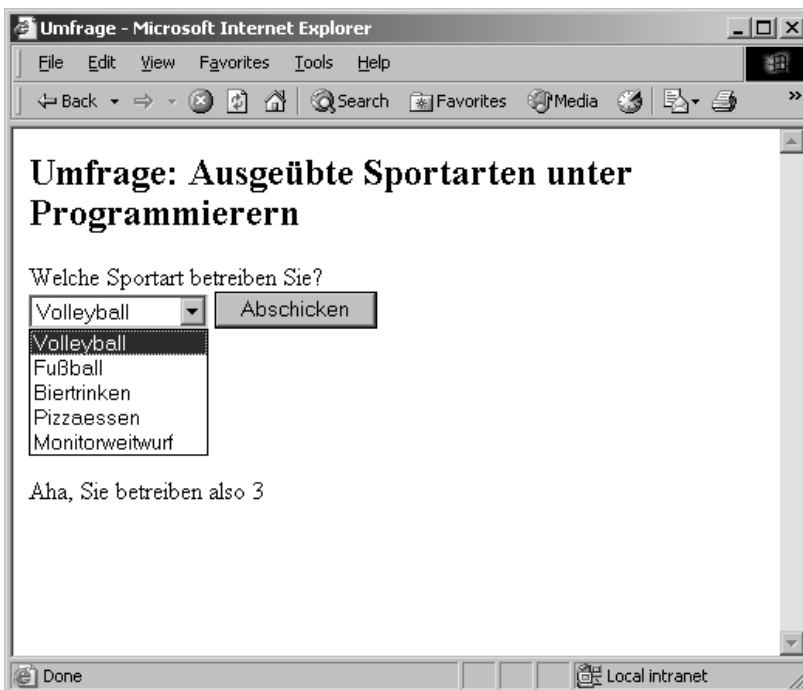 Umfrage - Microsoft Internet Explorer
File Edit View Favorites Tools Help
Back Search Favorites Media »
Umfrage: Ausgeübte Sportarten unter
Programmierern
Welche Sportart betreiben Sie?
Volleyball Abschicken
Volleyball
Fußball
Biertrinken
Pizzaessen
Monitorweitwurf
Aha, Sie betreiben also 3
Done Local intranet